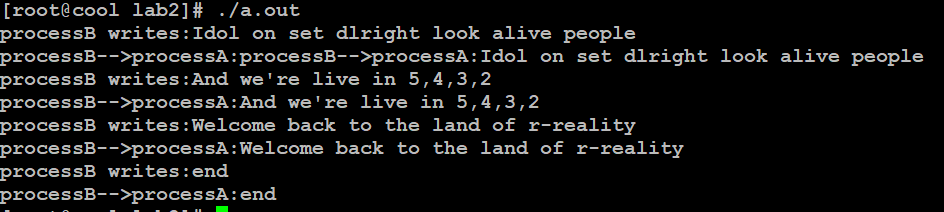 [root@cool lab2]# ./a.out
processB writes:Idol on set dlright look alive people
processB-->processA:processB-->processA:Idol on set dlright look alive people
processB writes:And we're live in 5,4,3,2
processB-->processA:And we're live in 5,4,3,2
processB writes:Welcome back to the land of r-reality
processB-->processA:Welcome back to the land of r-reality
processB writes:end
processB-->processA:end
[root@cool lab2]#